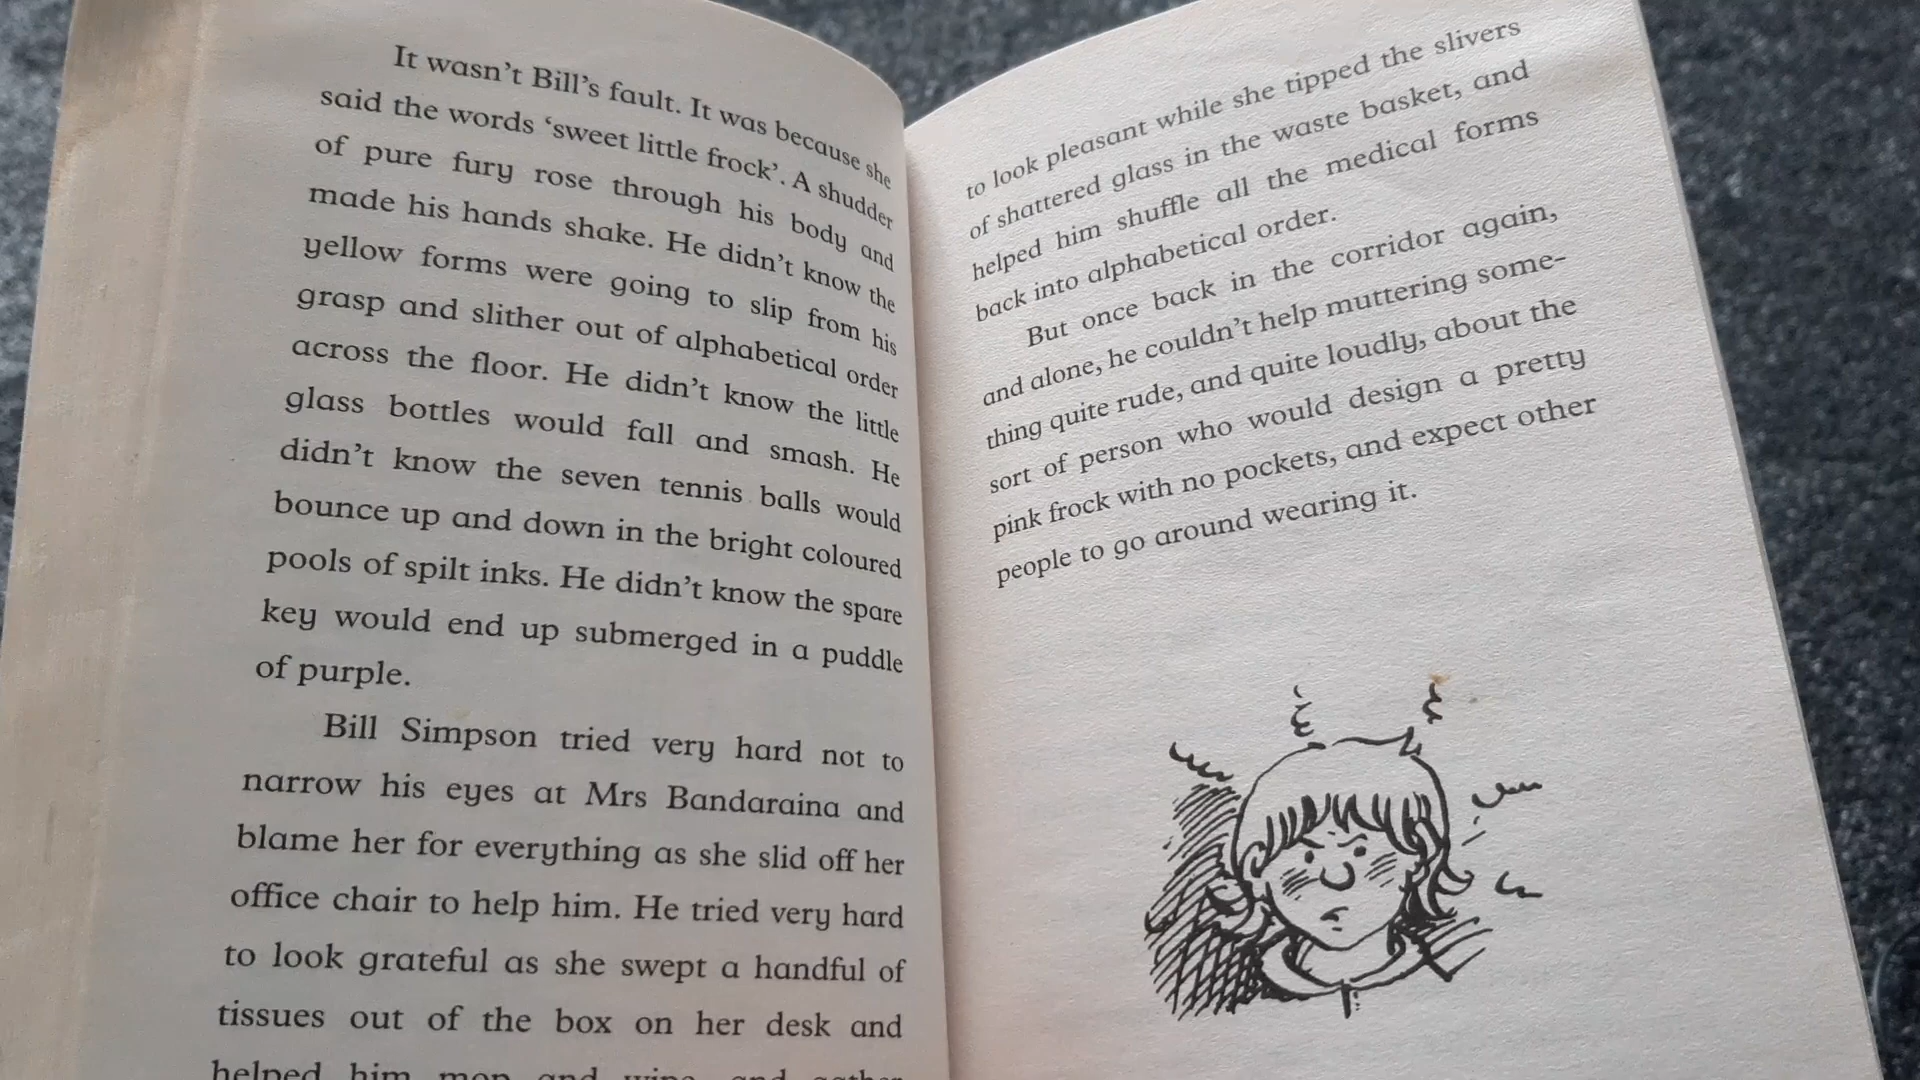 It wasn't Bill's fault. It was because she
said the words ‘sweet little frock’. A shudder
of pure fury rose through his body and
made his hands shake. He didn't know the
yellow forms were going to slip from his
grasp and slither out of alphabetical order
across the floor. He didn't know the little
glass bottles would fall and smash. He
didn't know the seven tennis balls would
bounce up and down in the bright coloured
pools of spilt inks. He didn't know the spare
key would end up submerged in a puddle
of purple.
Bill Simpson tried very hard not to
narrow his eyes at Mrs Bandaraina and
blame her for everything as she slid off her
office chair to help him. He tried very hard
to look grateful as she swept a handful of
tissues out of the box on her desk and
helped him mop and wipe, and gather
to look pleasant while she tipped the slivers
of shattered glass in the waste basket, and
helped him shuffle all the medical forms
back into alphabetical order.
But once back in the corridor again,
and alone, he couldn't help muttering some-
thing quite rude, and quite loudly, about the
sort of person who would design a pretty
pink frock with no pockets, and expect other
people to go around wearing it.